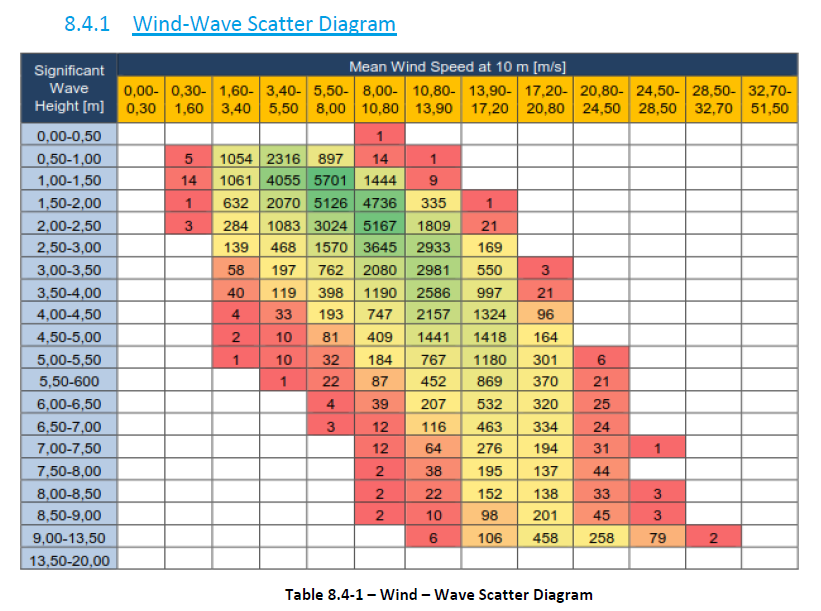 8.4.1 Wind-Wave Scatter Diagram
Significant Wave Height [m] Mean Wind Speed at 10 m [m/s]
0,00-0,30 0,30-1,60 1,60-3,40 3,40-5,50 5,50-8,00 8,00-10,80 10,80-13,90 13,90-17,20 17,20-20,80 20,80-24,50 24,50-28,50 28,50-32,70 32,70-51,50
0,00-0,50 1
0,50-1,00 5 1054 2316 897 14 1
1,00-1,50 14 1061 4055 5701 1444 9
1,50-2,00 1 632 2070 5126 4736 335 1
2,00-2,50 3 284 1083 3024 5167 1809 21
2,50-3,00 139 468 1570 3645 2933 169
3,00-3,50 58 197 762 2080 2981 550 3
3,50-4,00 40 119 398 1190 2586 997 21
4,00-4,50 4 33 193 747 2157 1324 96
4,50-5,00 2 10 81 409 1441 1418 164
5,00-5,50 1 10 32 184 767 1180 301 6
5,50-600 1 22 87 452 869 370 21
6,00-6,50 4 39 207 532 320 25
6,50-7,00 3 12 116 463 334 24
7,00-7,50 12 64 276 194 31 1
7,50-8,00 2 38 195 137 44
8,00-8,50 2 22 152 138 33 3
8,50-9,00 2 10 98 201 45 3
9,00-13,50 6 106 458 258 79 2
13,50-20,00
Table 8.4-1 – Wind – Wave Scatter Diagram